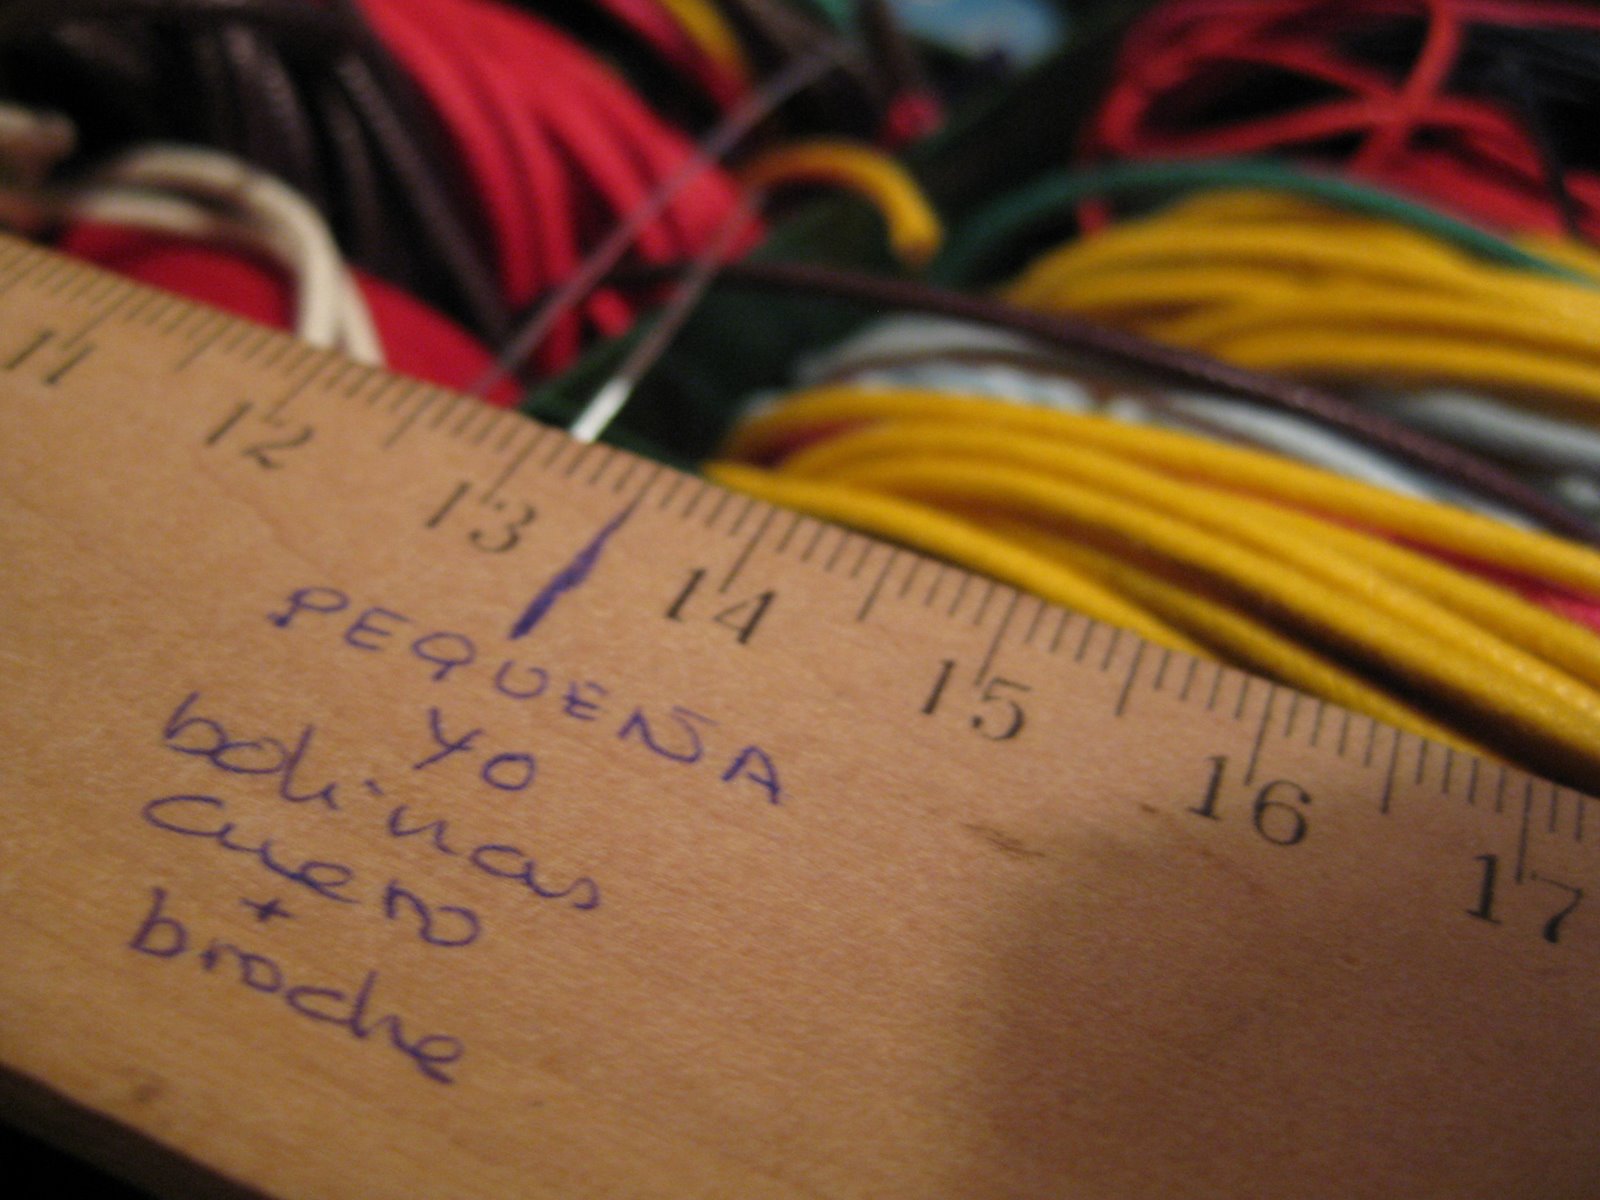 11 12 13 14 15 16 17
PEQUEÑA
YO
bolinas
cuero
+
broche